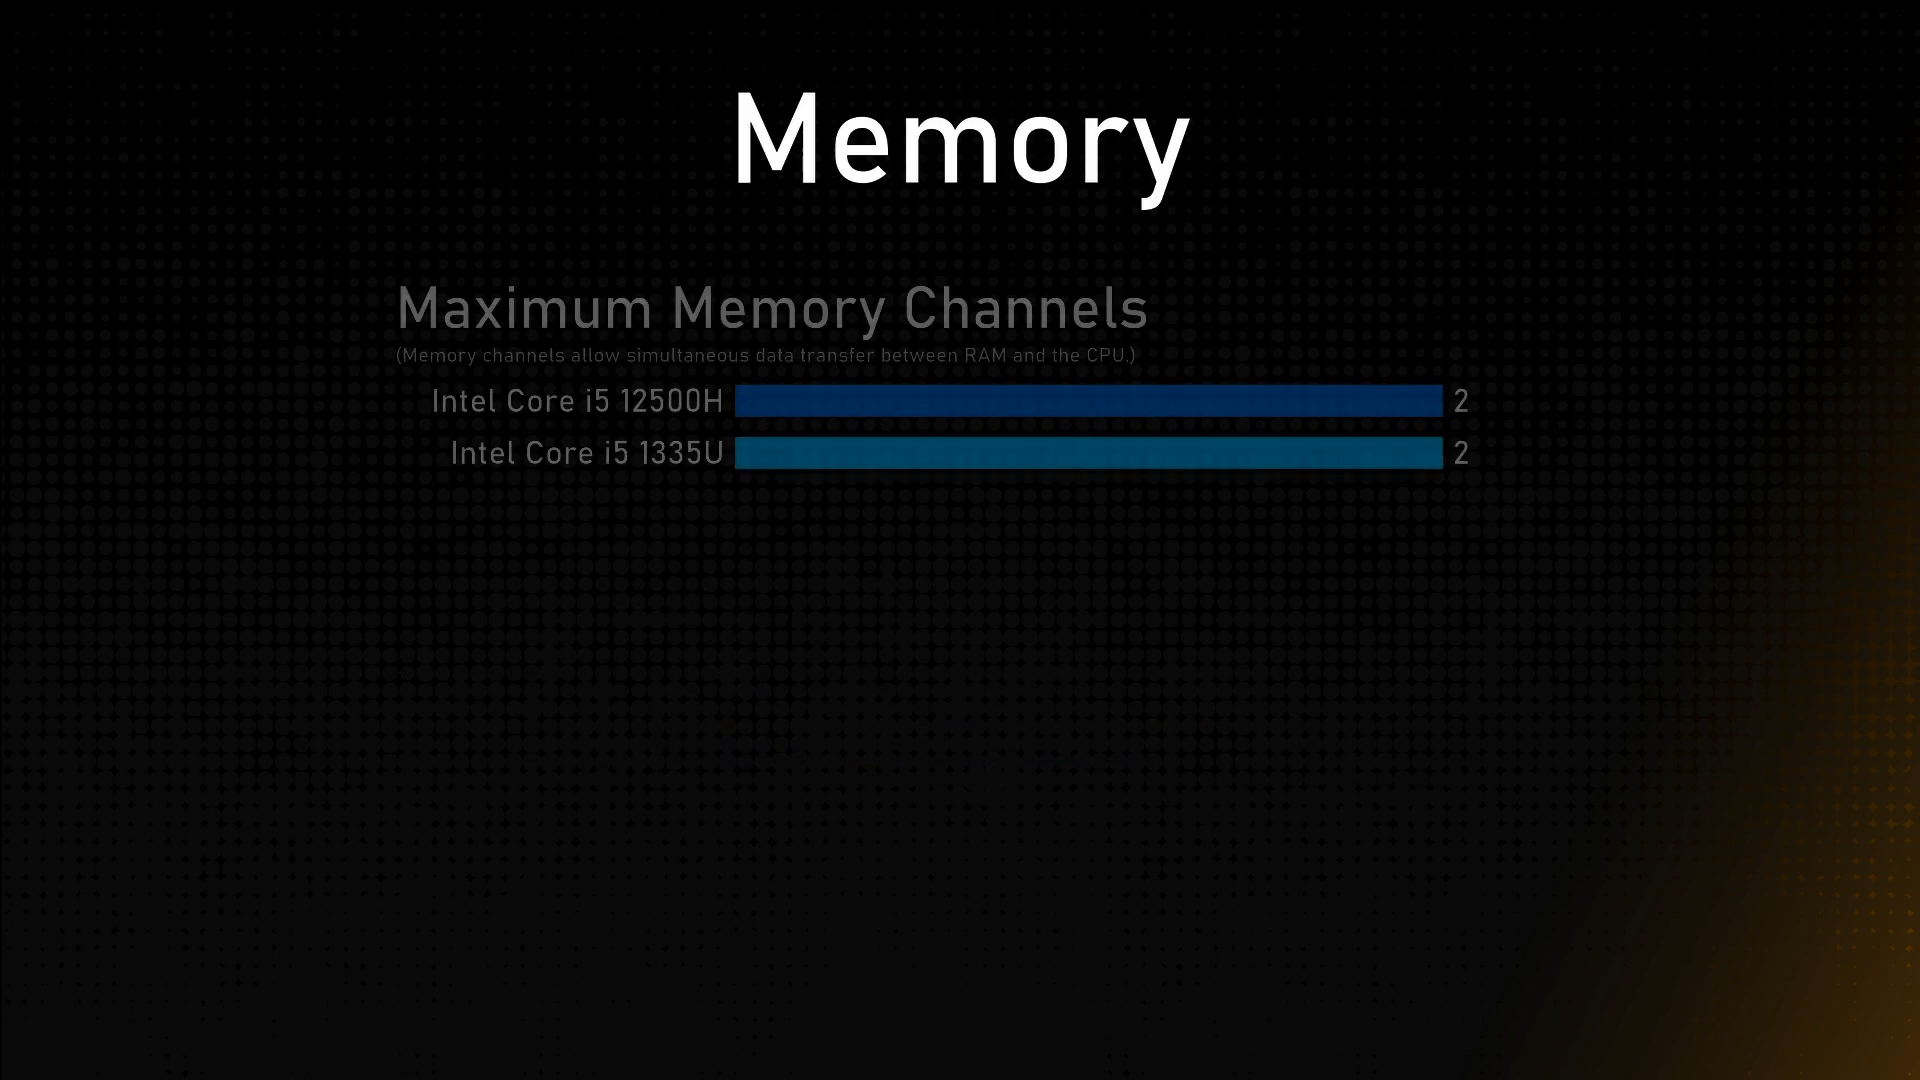 Memory
Maximum Memory Channels
(Memory channels allow simultaneous data transfer between RAM and the CPU.)
Intel Core i5 12500H 2
Intel Core i5 1335U 2